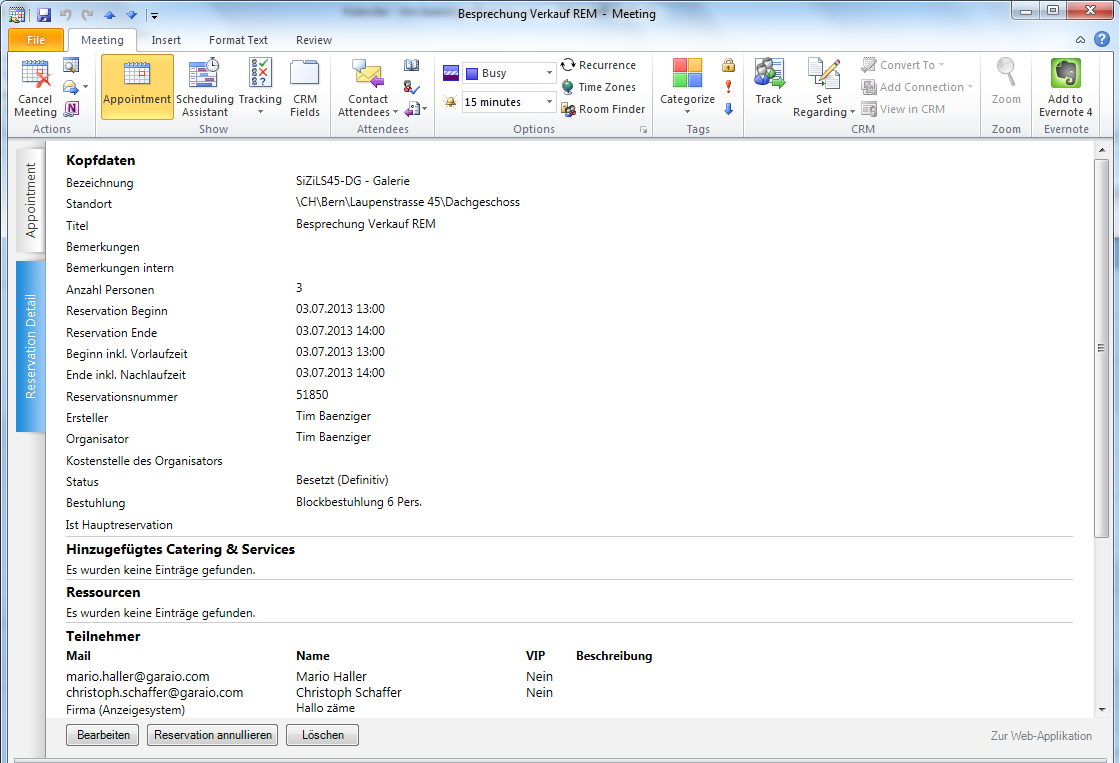 Besprechung Verkauf REM - Meeting
File Meeting Insert Format Text Review
Cancel Meeting
Actions
Appointment
Scheduling Assistant
Tracking
CRM Fields
Show
Contact Attendees
Attendees
Busy
15 minutes
Recurrence
Time Zones
Room Finder
Options
Categorize
Tags
Track
Set Regarding
Convert To
Add Connection
View in CRM
CRM
Zoom
Zoom
Add to Evernote 4
Evernote
Appointment
Reservation Detail
Kopfdaten
Bezeichnung SiZiLS45-DG - Galerie
Standort \CH\Bern\Laupenstrasse 45\Dachgeschoss
Titel Besprechung Verkauf REM
Bemerkungen
Bemerkungen intern
Anzahl Personen 3
Reservation Beginn 03.07.2013 13:00
Reservation Ende 03.07.2013 14:00
Beginn inkl. Vorlaufzeit 03.07.2013 13:00
Ende inkl. Nachlaufzeit 03.07.2013 14:00
Reservationsnummer 51850
Ersteller Tim Baenziger
Organisator Tim Baenziger
Kostenstelle des Organisators
Status Besetzt (Definitiv)
Bestuhlung Blockbestuhlung 6 Pers.
Ist Hauptreservation
Hinzugefügtes Catering & Services
Es wurden keine Einträge gefunden.
Ressourcen
Es wurden keine Einträge gefunden.
Teilnehmer
Mail Name VIP Beschreibung
mario.haller@garaio.com Mario Haller Nein
christoph.schaffer@garaio.com Christoph Schaffer Nein
Firma (Anzeigesystem) Hallo zäme
Bearbeiten Reservation annullieren Löschen Zur Web-Applikation